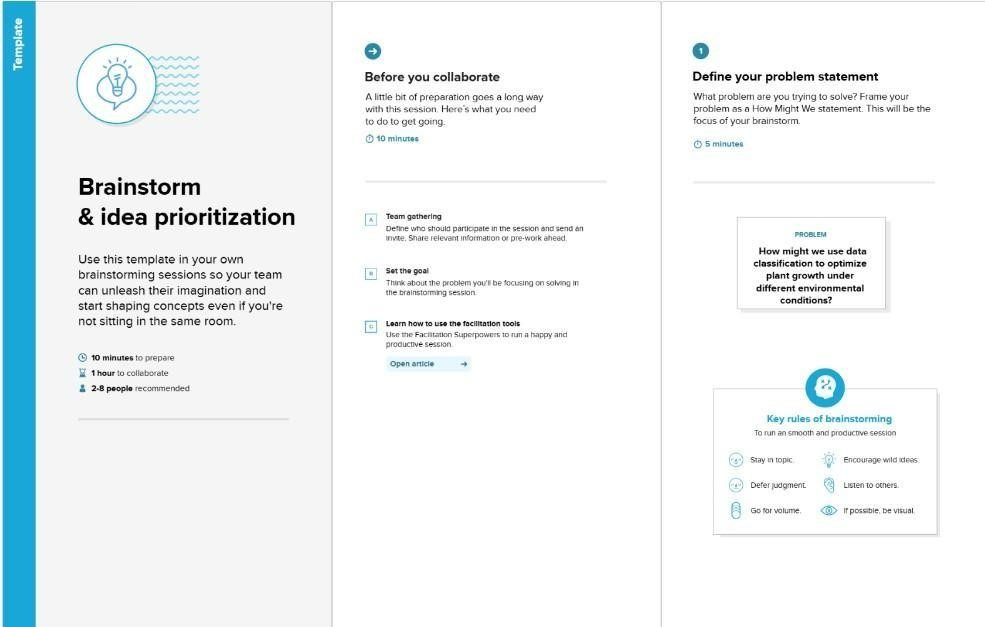 Template
Brainstorm
& idea prioritization
Use this template in your own
brainstorming sessions so your team
can unleash their imagination and
start shaping concepts even if you're
not sitting in the same room.
10 minutes to prepare
1 hour to collaborate
2-8 people recommended
Before you collaborate
A little bit of preparation goes a long way
with this session. Here's what you need
to do to get going.
10 minutes
A
Team gathering
Define who should participate in the session and send an
invite. Share relevant information or pre-work ahead.
B
Set the goal
Think about the problem you'll be focusing on solving in
the brainstorming session.
C
Learn how to use the facilitation tools
Use the Facilitation Superpowers to run a happy and
productive session.
Open article
1
Define your problem statement
What problem are you trying to solve? Frame your
problem as a How Might We statement. This will be the
focus of your brainstorm.
5 minutes
PROBLEM
How might we use data
classification to optimize
plant growth under
different environmental
conditions?
Key rules of brainstorming
To run an smooth and productive session
Stay in topic.
Encourage wild ideas.
Defer judgment.
Listen to others.
Go for volume.
If possible, be visual.